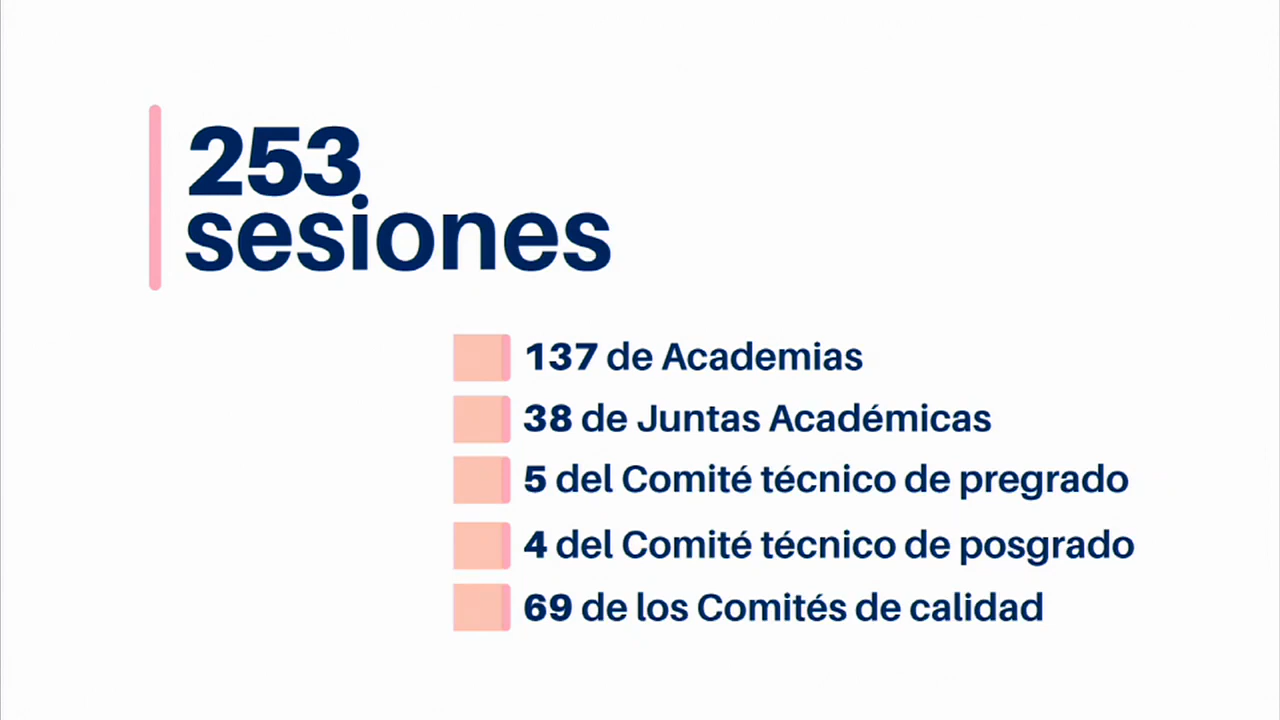 253
sesiones
137 de Academias
38 de Juntas Académicas
5 del Comité técnico de pregrado
4 del Comité técnico de posgrado
69 de los Comités de calidad